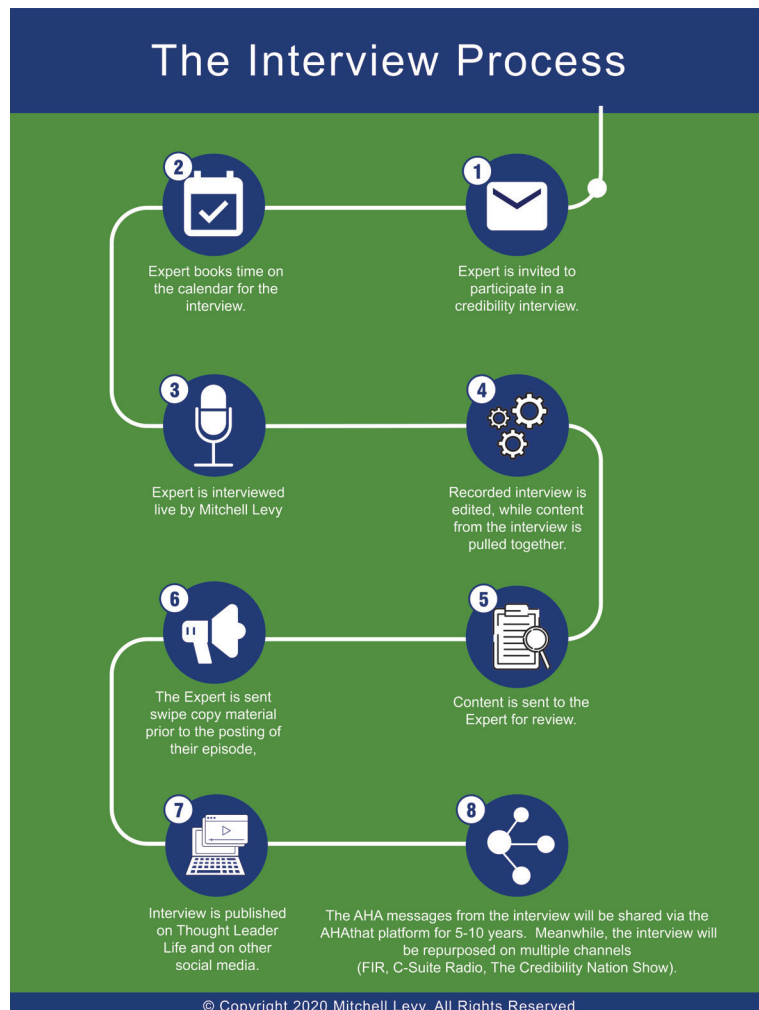 The Interview Process
1
Expert is invited to
participate in a
credibility interview.
2
Expert books time on
the calendar for the
interview.
3
Expert is interviewed
live by Mitchell Levy
4
Recorded interview is
edited, while content
from the interview is
pulled together.
5
Content is sent to the
Expert for review.
6
The Expert is sent
swipe copy material
prior to the posting of
their episode,
7
Interview is published
on Thought Leader
Life and on other
social media.
8
The AHA messages from the interview will be shared via the
AHAthat platform for 5-10 years. Meanwhile, the interview will
be repurposed on multiple channels
(FIR, C-Suite Radio, The Credibility Nation Show).
© Copyright 2020 Mitchell Levy. All Rights Reserved